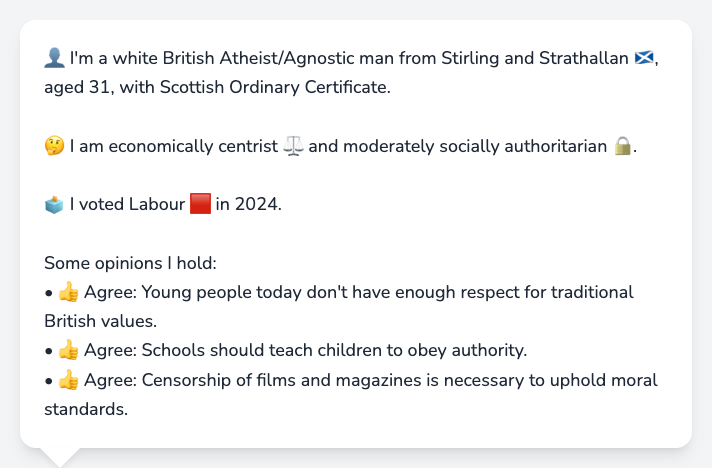 👤 I'm a white British Atheist/Agnostic man from Stirling and Strathallan 🏴󠁧󠁢󠁳󠁣󠁴󠁿,
aged 31, with Scottish Ordinary Certificate.
🤔 I am economically centrist ⚖️ and moderately socially authoritarian 🔒.
🗳️ I voted Labour 🟥 in 2024.
Some opinions I hold:
• 👍 Agree: Young people today don't have enough respect for traditional
British values.
• 👍 Agree: Schools should teach children to obey authority.
• 👍 Agree: Censorship of films and magazines is necessary to uphold moral
standards.